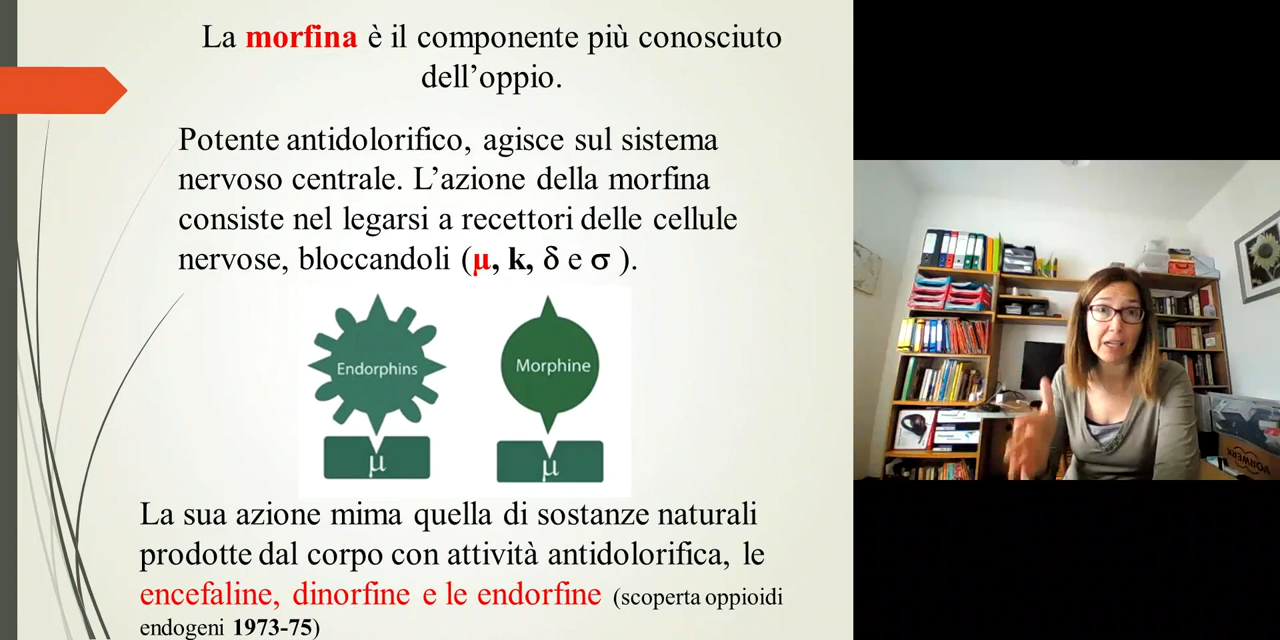 La morfina è il componente più conosciuto
dell’oppio.
Potente antidolorifico, agisce sul sistema
nervoso centrale. L’azione della morfina
consiste nel legarsi a recettori delle cellule
nervose, bloccandoli (μ, k, δ e σ ).
Endorphins
Morphine
μ
μ
La sua azione mima quella di sostanze naturali
prodotte dal corpo con attività antidolorifica, le
encefaline, dinorfine e le endorfine (scoperta oppioidi
endogeni 1973-75)
VORWERK